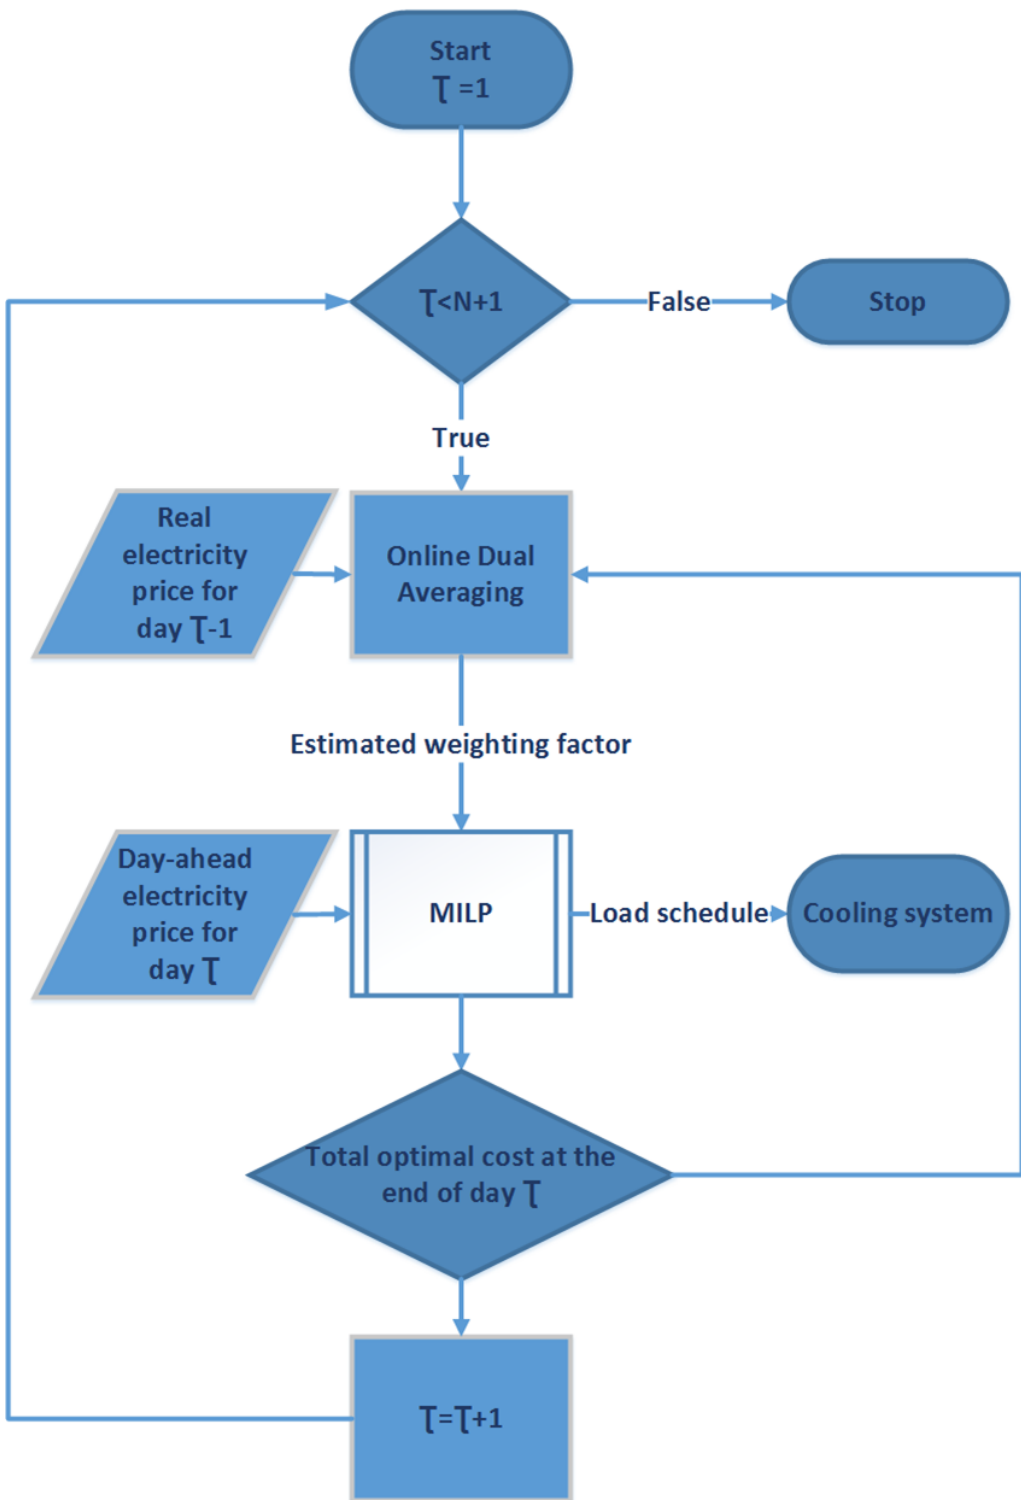 Start
τ =1
τ<N+1
False
Stop
True
Real
electricity
price for
day τ-1
Online Dual
Averaging
Estimated weighting factor
Day-ahead
electricity
price for
day τ
MILP
Load schedule
Cooling system
Total optimal cost at the
end of day τ
τ=τ+1